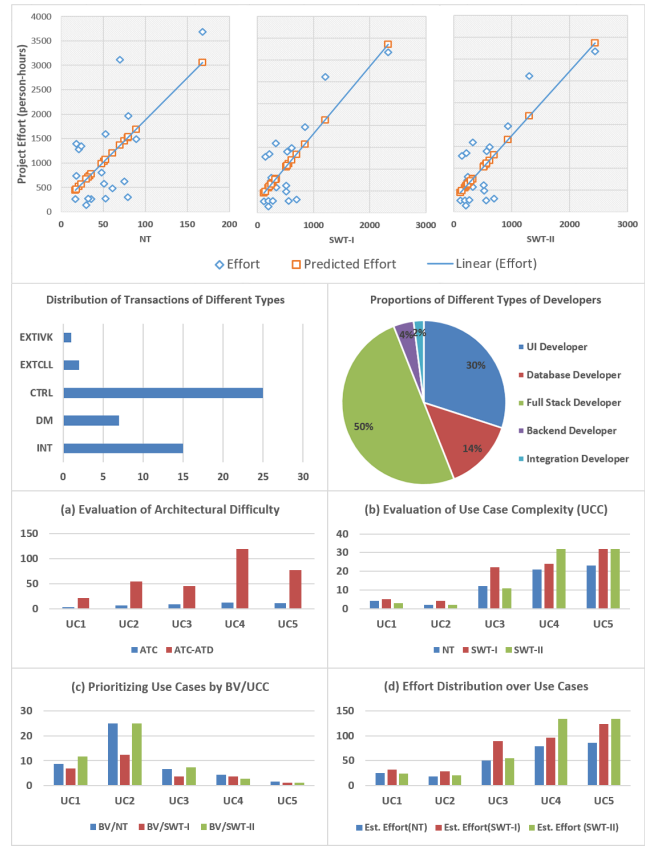 Project Effort (person-hours)
4000
3500
3000
2500
2000
1500
1000
500
0
0 50 100 150 200
NT
0 1000 2000 3000
SWT-I
0 1000 2000 3000
SWT-II
Effort Predicted Effort Linear (Effort)
Distribution of Transactions of Different Types
EXTIVK
EXTCLL
CTRL
DM
INT
0 5 10 15 20 25 30
Proportions of Different Types of Developers
4% 2%
30%
50%
14%
UI Developer
Database Developer
Full Stack Developer
Backend Developer
Integration Developer
(a) Evaluation of Architectural Difficulty
150
100
50
0
UC1 UC2 UC3 UC4 UC5
ATC ATC-ATD
(b) Evaluation of Use Case Complexity (UCC)
40
30
20
10
0
UC1 UC2 UC3 UC4 UC5
NT SWT-I SWT-II
(c) Prioritizing Use Cases by BV/UCC
30
20
10
0
UC1 UC2 UC3 UC4 UC5
BV/NT BV/SWT-I BV/SWT-II
(d) Effort Distribution over Use Cases
150
100
50
0
UC1 UC2 UC3 UC4 UC5
Est. Effort(NT) Est. Effort(SWT-I) Est. Effort (SWT-II)